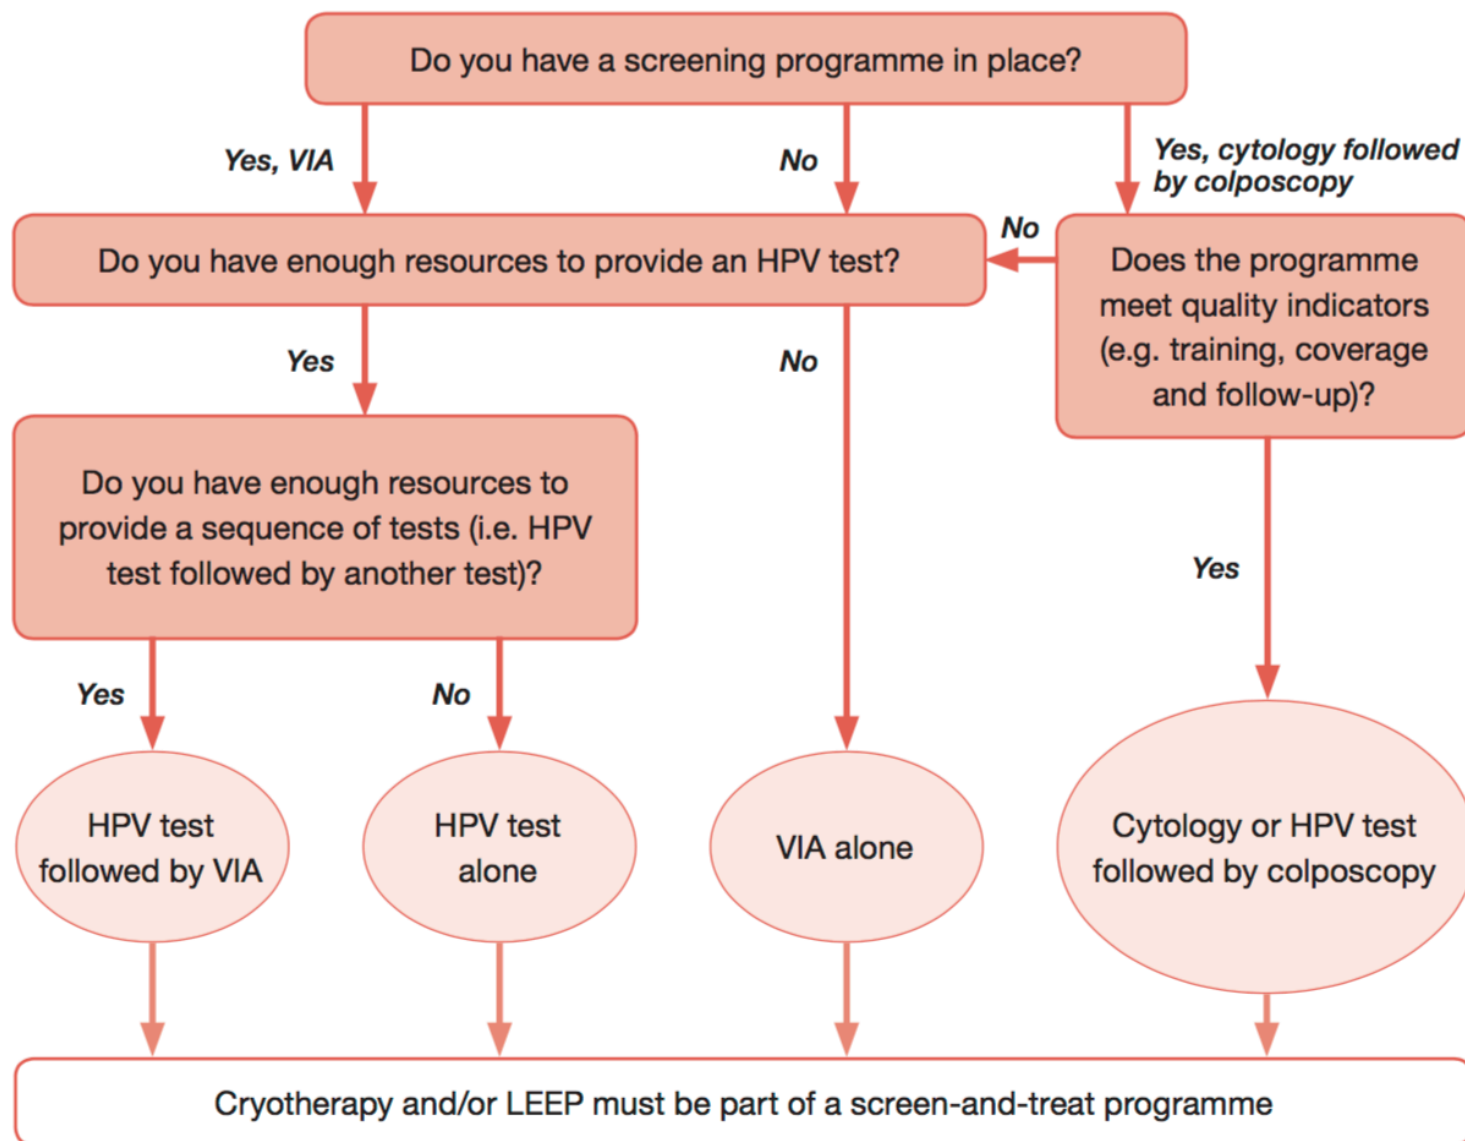 Do you have a screening programme in place?
Yes, VIA
No
Yes, cytology followed
by colposcopy
Do you have enough resources to provide an HPV test?
No
Does the programme
meet quality indicators
(e.g. training, coverage
and follow-up)?
Yes
No
Do you have enough resources to
provide a sequence of tests (i.e. HPV
test followed by another test)?
Yes
Yes
No
HPV test
followed by VIA
HPV test
alone
VIA alone
Cytology or HPV test
followed by colposcopy
Cryotherapy and/or LEEP must be part of a screen-and-treat programme